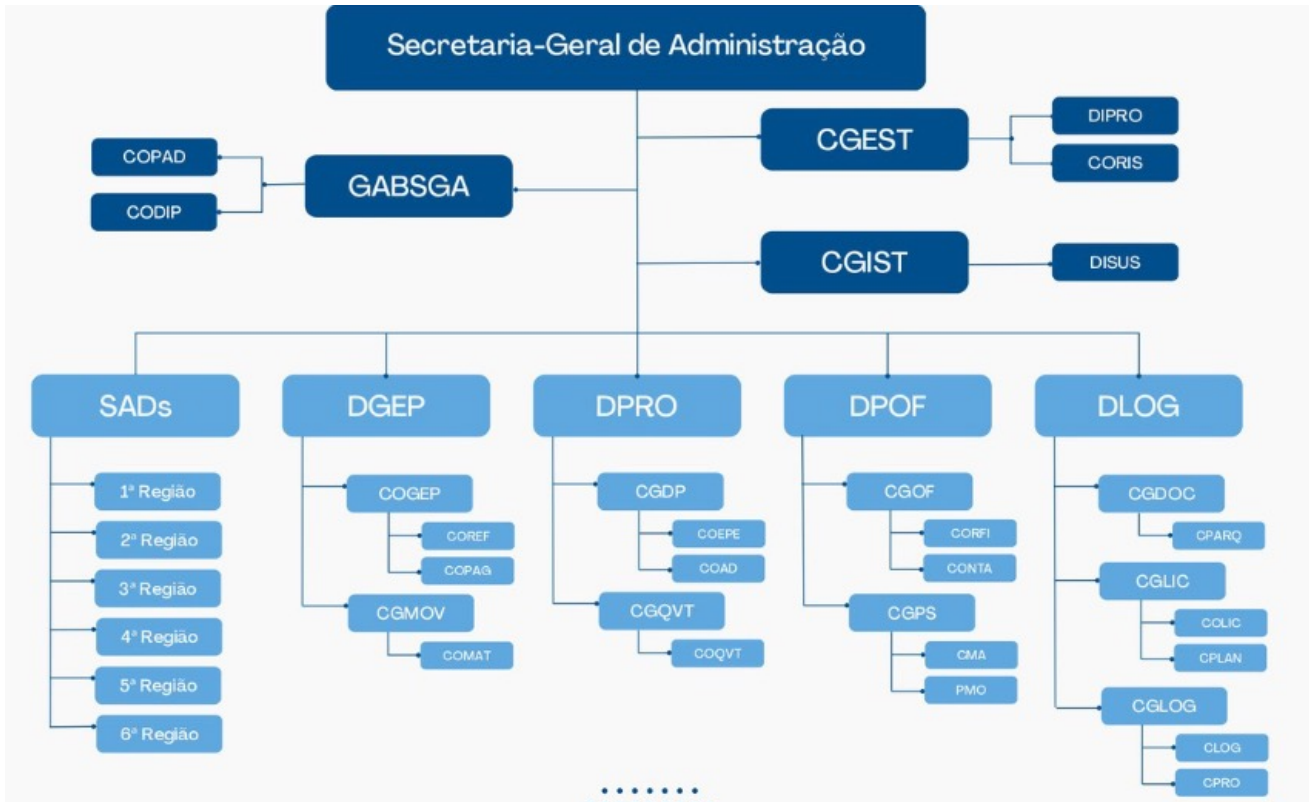 Secretaria-Geral de Administração
CGEST
DIPRO
CORIS
COPAD
CODIP
GABSGA
CGIST
DISUS
SADs
1ª Região
2ª Região
3ª Região
4ª Região
5ª Região
6ª Região
DGEP
COGEP
COREF
COPAG
CGMOV
COMAT
DPRO
CGDP
COEPE
COAD
CGQVT
COQVT
DPOF
CGOF
CORFI
CONTA
CGPS
CMA
PMO
DLOG
CGDOC
CPARQ
CGLIC
COLIC
CPLAN
CGLOG
CLOG
CPRO